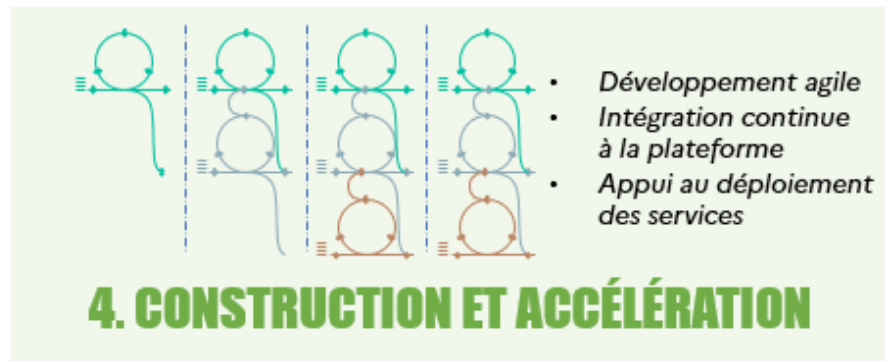 • Développement agile
• Intégration continue
à la plateforme
• Appui au déploiement
des services
4. CONSTRUCTION ET ACCÉLÉRATION